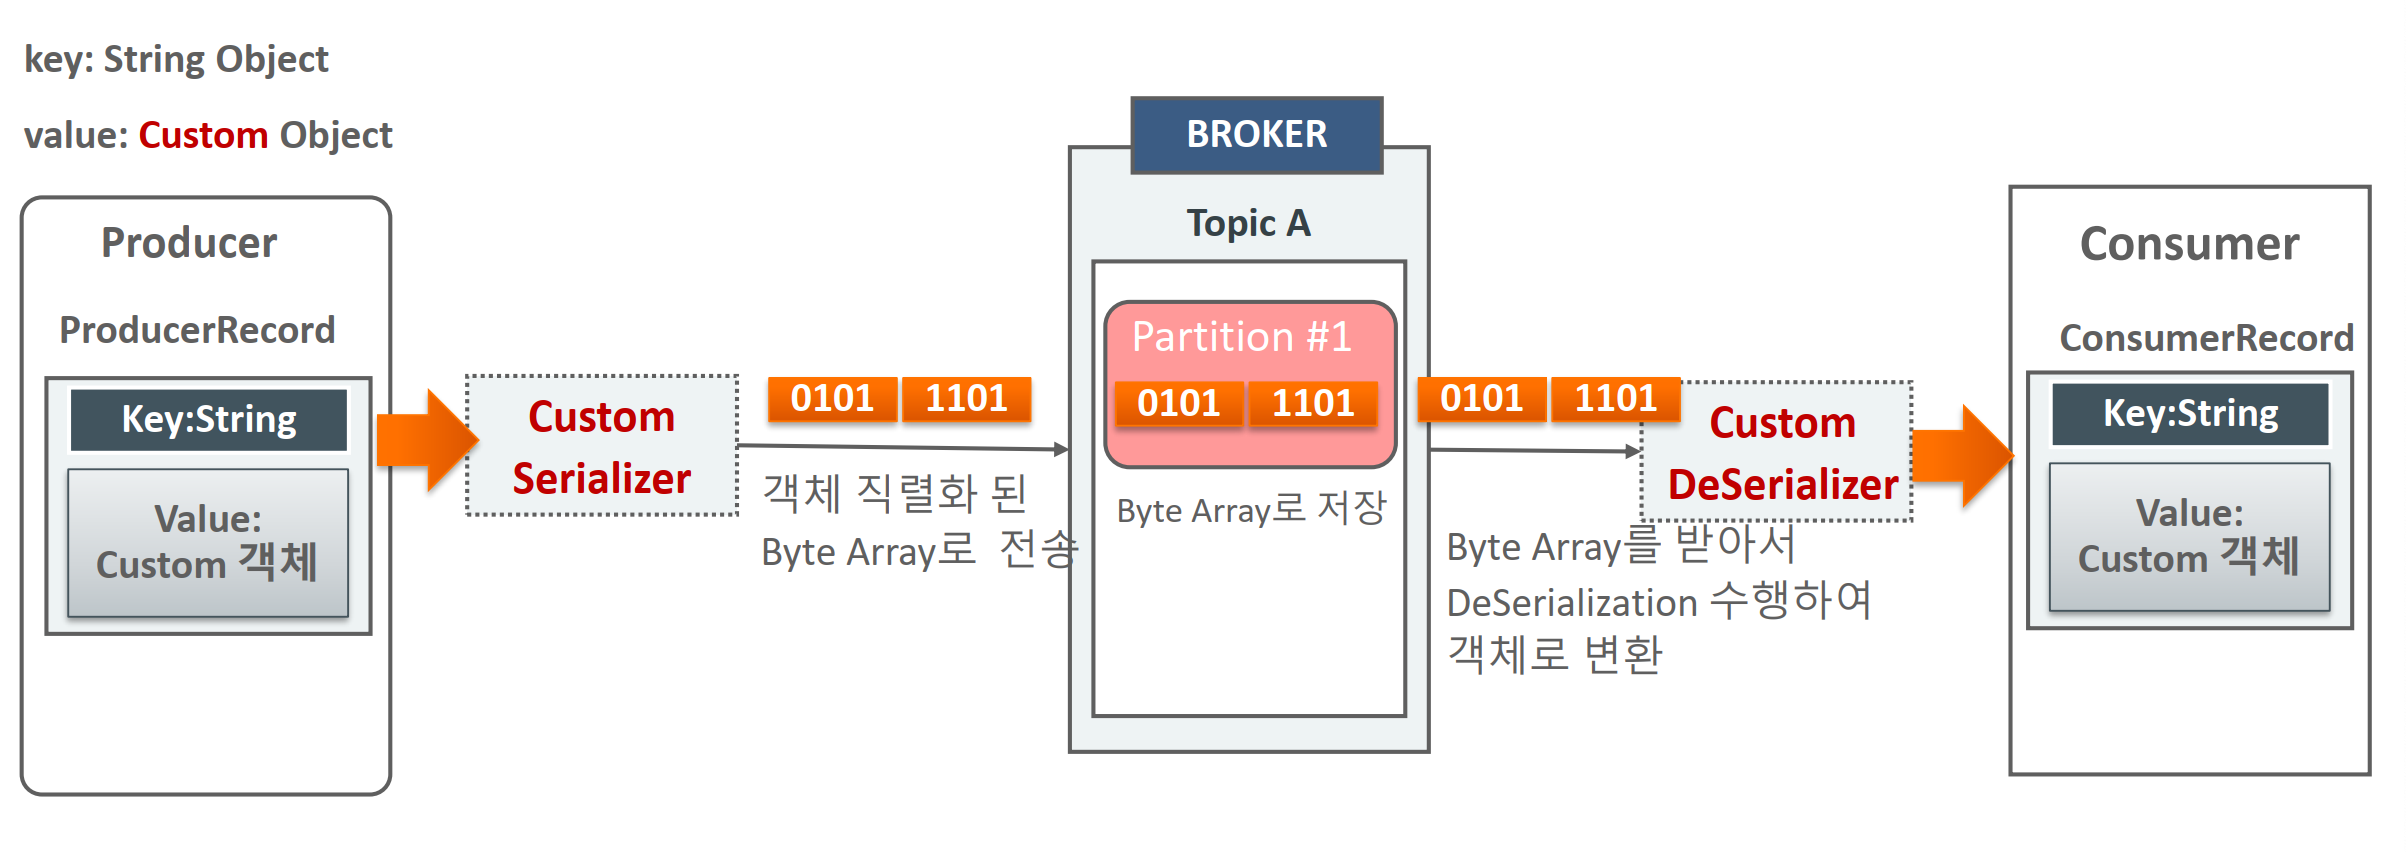 key: String Object
value: Custom Object
Producer
ProducerRecord
Key:String
Value:
Custom 객체
Custom
Serializer
0101 1101
객체 직렬화 된
Byte Array로 전송
BROKER
Topic A
Partition #1
0101 1101
Byte Array로 저장
0101 1101
Custom
DeSerializer
Byte Array를 받아서
DeSerialization 수행하여
객체로 변환
Consumer
ConsumerRecord
Key:String
Value:
Custom 객체